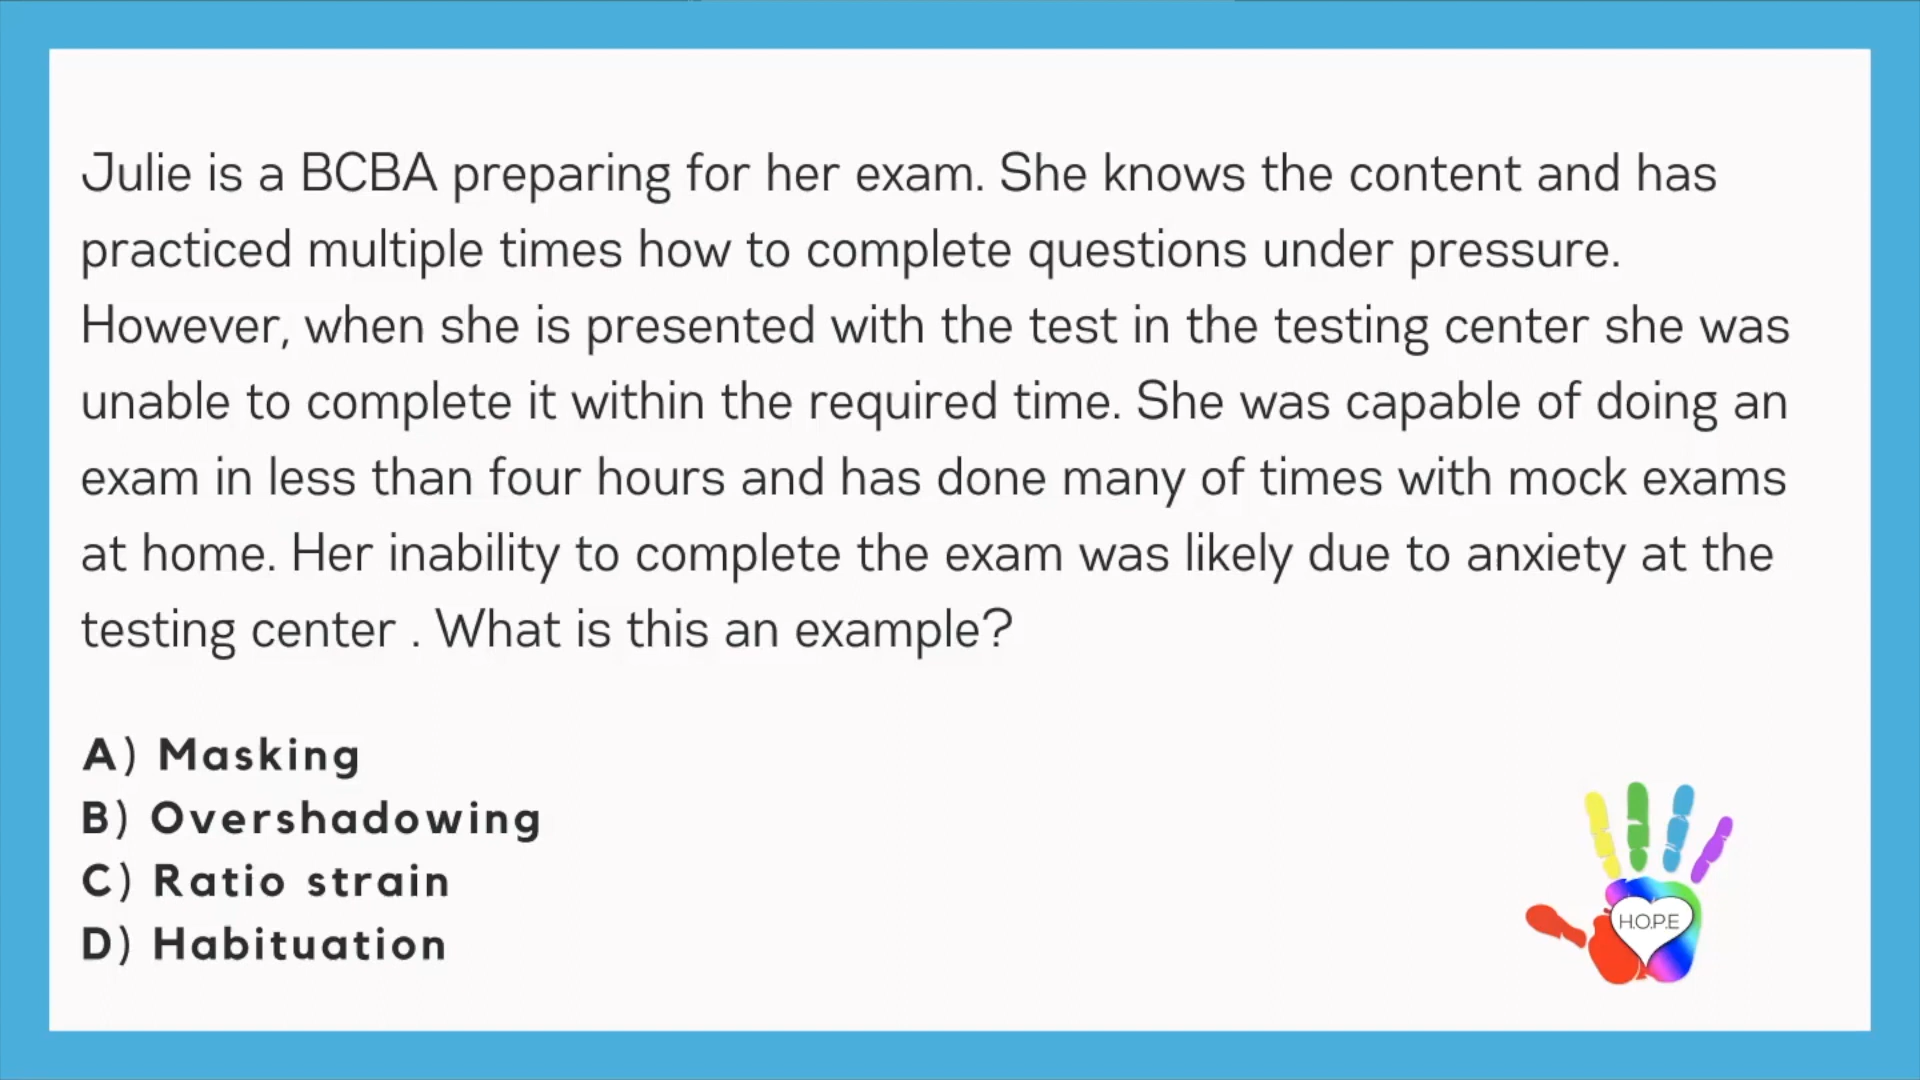 Julie is a BCBA preparing for her exam. She knows the content and has
practiced multiple times how to complete questions under pressure.
However, when she is presented with the test in the testing center she was
unable to complete it within the required time. She was capable of doing an
exam in less than four hours and has done many of times with mock exams
at home. Her inability to complete the exam was likely due to anxiety at the
testing center . What is this an example?
A) Masking
B) Overshadowing
C) Ratio strain
D) Habituation
H.O.P.E